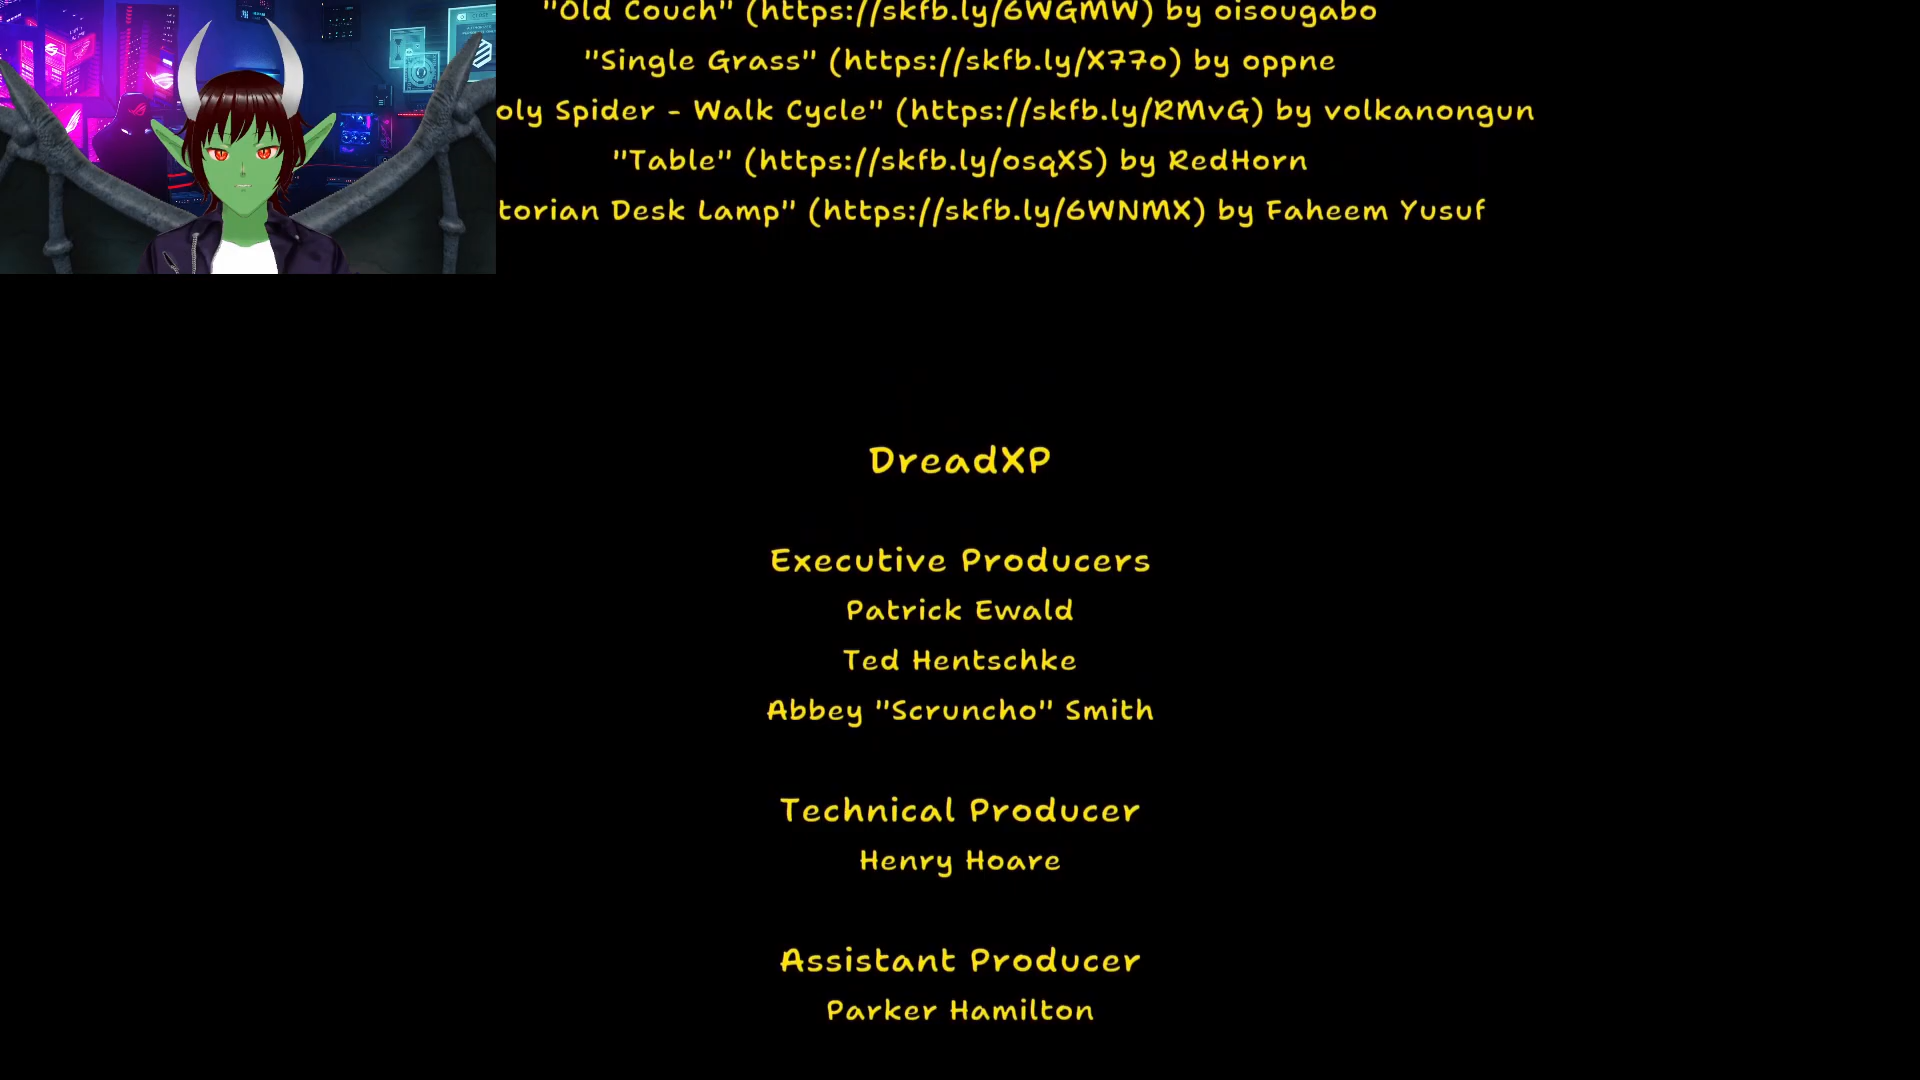 "Old Couch" (https://skfb.ly/6WGMW) by oisougabo
"Single Grass" (https://skfb.ly/X77o) by oppne
oly Spider - Walk Cycle" (https://skfb.ly/RMvG) by volkanongun
"Table" (https://skfb.ly/osqXS) by RedHorn
torian Desk Lamp" (https://skfb.ly/6WNMX) by Faheem Yusuf
DreadXP
Executive Producers
Patrick Ewald
Ted Hentschke
Abbey "Scruncho" Smith
Technical Producer
Henry Hoare
Assistant Producer
Parker Hamilton